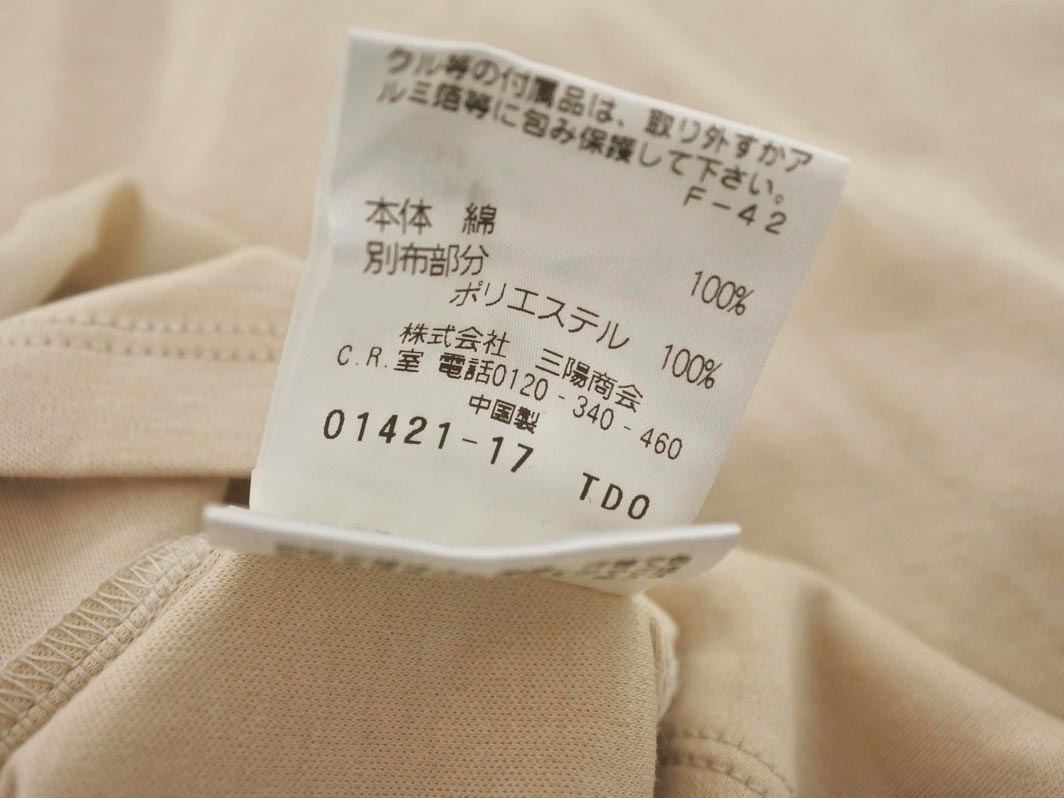 クル等の付属品は、取り外すかア
ルミ箔等に包み保護して下さい。
F-42
本体 綿 100%
別布部分
ポリエステル 100%
株式会社 三陽商会
C.R.室 電話0120-340-460
中国製
01421-17 TDO